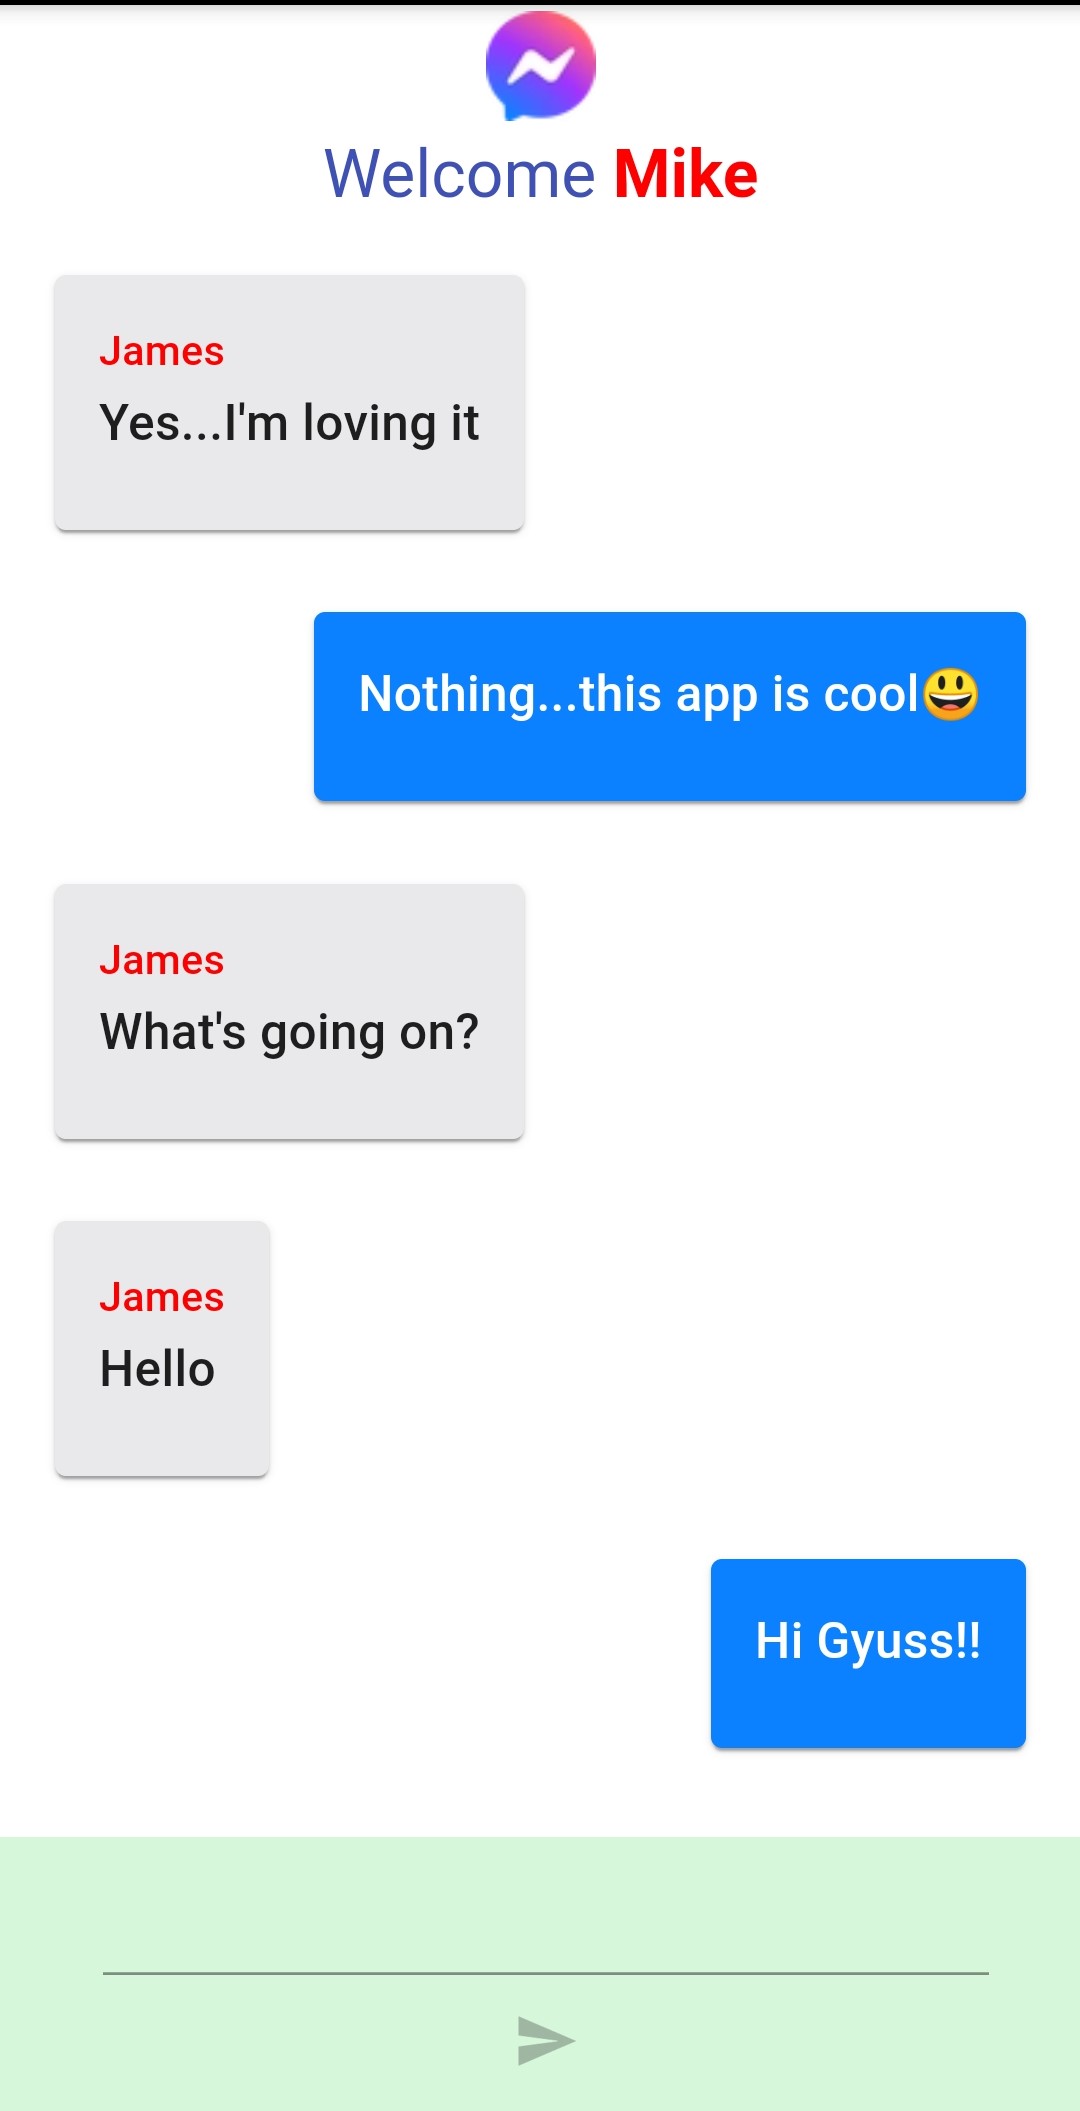 Welcome Mike
James
Yes...I'm loving it
Nothing...this app is cool😃
James
What's going on?
James
Hello
Hi Gyuss!!